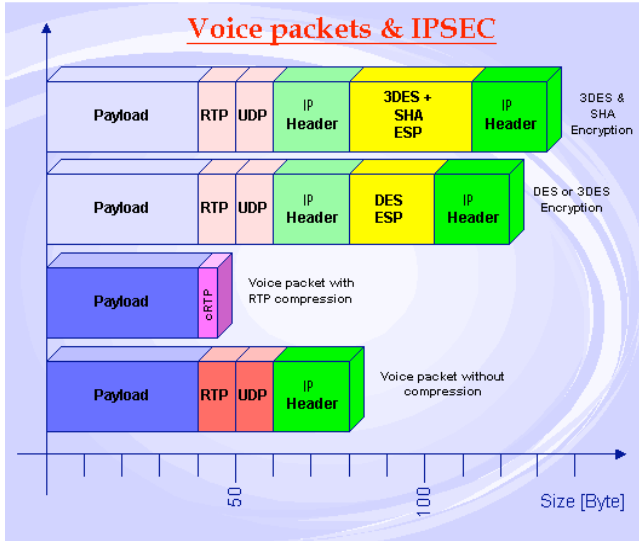 Voice packets & IPSEC
Payload
RTP
UDP
IP
Header
3DES +
SHA
ESP
IP
Header
3DES &
SHA
Encryption
Payload
RTP
UDP
IP
Header
DES
ESP
IP
Header
DES or 3DES
Encryption
Payload
cRTP
Voice packet with
RTP compression
Payload
RTP
UDP
IP
Header
Voice packet without
compression
50
100
Size [Byte]